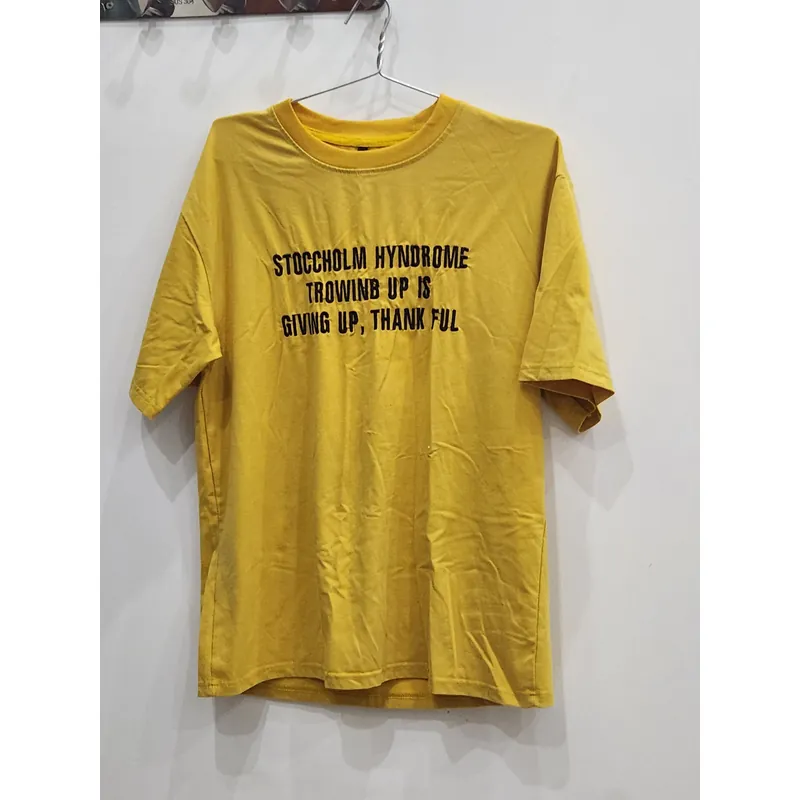 STOCCHOLM HYNDROME
TROWINB UP IS
GIVING UP, THANK FUL